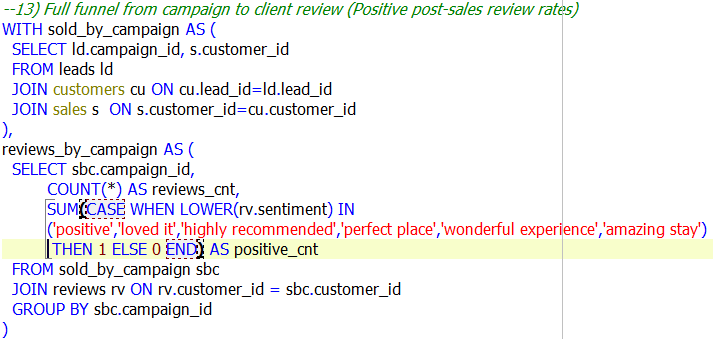 --13) Full funnel from campaign to client review (Positive post-sales review rates)
WITH sold_by_campaign AS (
SELECT ld.campaign_id, s.customer_id
FROM leads ld
JOIN customers cu ON cu.lead_id=ld.lead_id
JOIN sales s  ON s.customer_id=cu.customer_id
),
reviews_by_campaign AS (
SELECT sbc.campaign_id,
COUNT(*) AS reviews_cnt,
SUM(CASE WHEN LOWER(rv.sentiment) IN
('positive','loved it','highly recommended','perfect place','wonderful experience','amazing stay')
THEN 1 ELSE 0 END) AS positive_cnt
FROM sold_by_campaign sbc
JOIN reviews rv ON rv.customer_id = sbc.customer_id
GROUP BY sbc.campaign_id
)